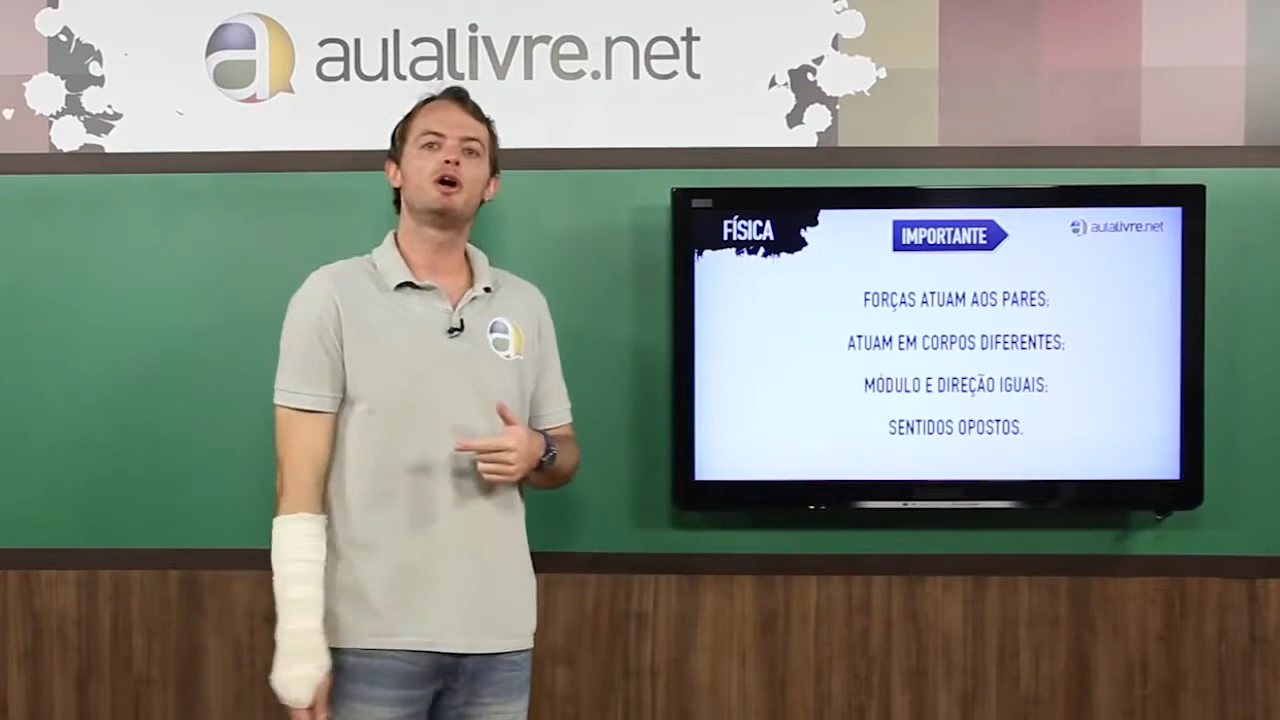 aulalivre.net
FÍSICA
IMPORTANTE
aulalivre.net
FORÇAS ATUAM AOS PARES;
ATUAM EM CORPOS DIFERENTES;
MÓDULO E DIREÇÃO IGUAIS;
SENTIDOS OPOSTOS.